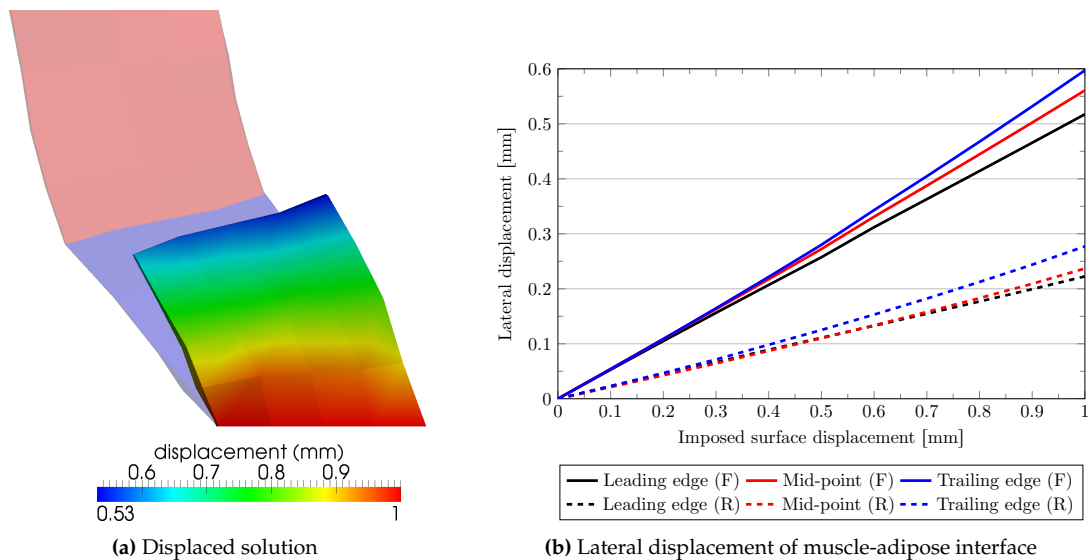 displacement (mm)
0.6 0.7 0.8 0.9
0.53 1
(a) Displaced solution
Lateral displacement [mm]
0.6
0.5
0.4
0.3
0.2
0.1
0
0 0.1 0.2 0.3 0.4 0.5 0.6 0.7 0.8 0.9 1
Imposed surface displacement [mm]
Leading edge (F) Mid-point (F) Trailing edge (F)
Leading edge (R) Mid-point (R) Trailing edge (R)
(b) Lateral displacement of muscle-adipose interface